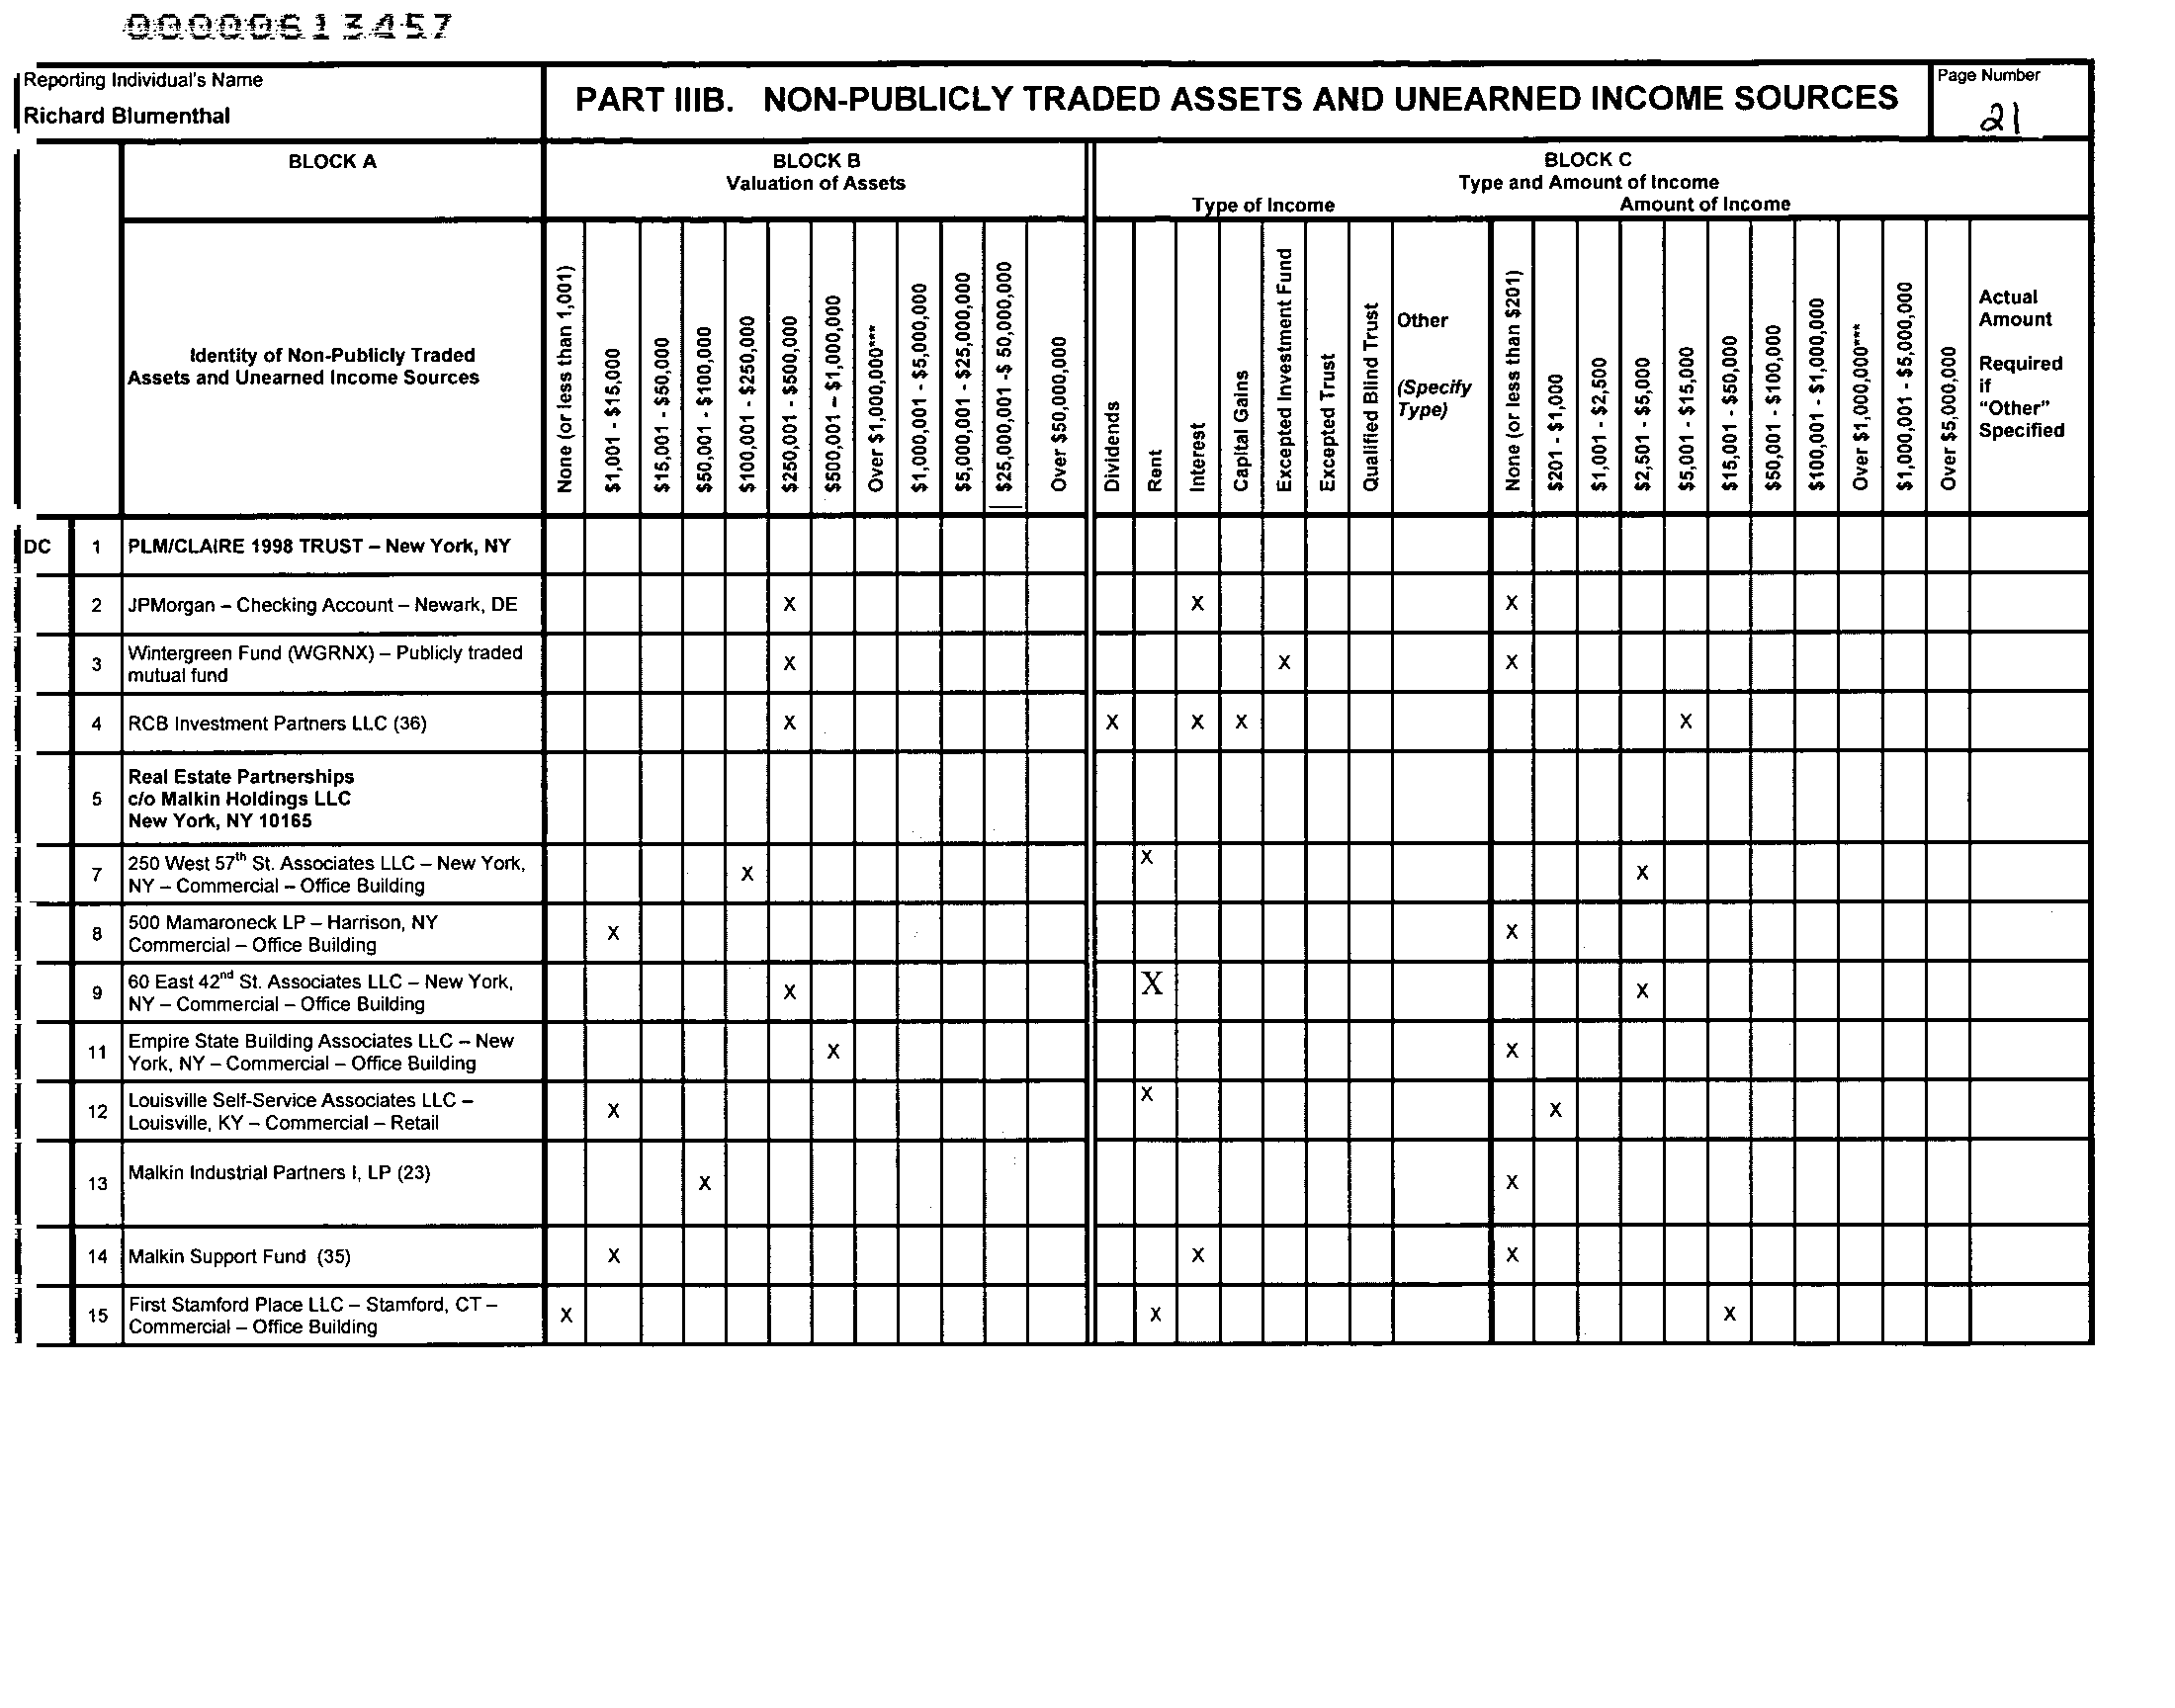 00000613457
Reporting Individual's Name
Richard Blumenthal
PART IIIB. NON-PUBLICLY TRADED ASSETS AND UNEARNED INCOME SOURCES
Page Number
21
BLOCK A
BLOCK B
Valuation of Assets
BLOCK C
Type and Amount of Income
Type of Income
Amount of Income
Identity of Non-Publicly Traded
Assets and Unearned Income Sources
None (or less than 1,001)
$1,001 - $15,000
$15,001 - $50,000
$50,001 - $100,000
$100,001 - $250,000
$250,001 - $500,000
$500,001 – $1,000,000
Over $1,000,000***
$1,000,001 - $5,000,000
$5,000,001 - $25,000,000
$25,000,001 -$ 50,000,000
Over $50,000,000
Dividends
Rent
Interest
Capital Gains
Excepted Investment Fund
Excepted Trust
Qualified Blind Trust
Other
(Specify
Type)
None (or less than $201)
$201 - $1,000
$1,001 - $2,500
$2,501 - $5,000
$5,001 - $15,000
$15,001 - $50,000
$50,001 - $100,000
$100,001 - $1,000,000
Over $1,000,000***
$1,000,001 - $5,000,000
Over $5,000,000
Actual
Amount
Required
if
"Other"
Specified
DC 1 PLM/CLAIRE 1998 TRUST – New York, NY
2 JPMorgan – Checking Account – Newark, DE X X X
3 Wintergreen Fund (WGRNX) – Publicly traded
mutual fund X X X
4 RCB Investment Partners LLC (36) X X X X X
5 Real Estate Partnerships
c/o Malkin Holdings LLC
New York, NY 10165
7 250 West 57th St. Associates LLC – New York,
NY – Commercial – Office Building X X X
8 500 Mamaroneck LP – Harrison, NY
Commercial – Office Building X X
9 60 East 42nd St. Associates LLC – New York,
NY – Commercial – Office Building X X X
11 Empire State Building Associates LLC – New
York, NY – Commercial – Office Building X X
12 Louisville Self-Service Associates LLC –
Louisville, KY – Commercial – Retail X X X
13 Malkin Industrial Partners I, LP (23) X X
14 Malkin Support Fund (35) X X X
15 First Stamford Place LLC – Stamford, CT –
Commercial – Office Building X X X